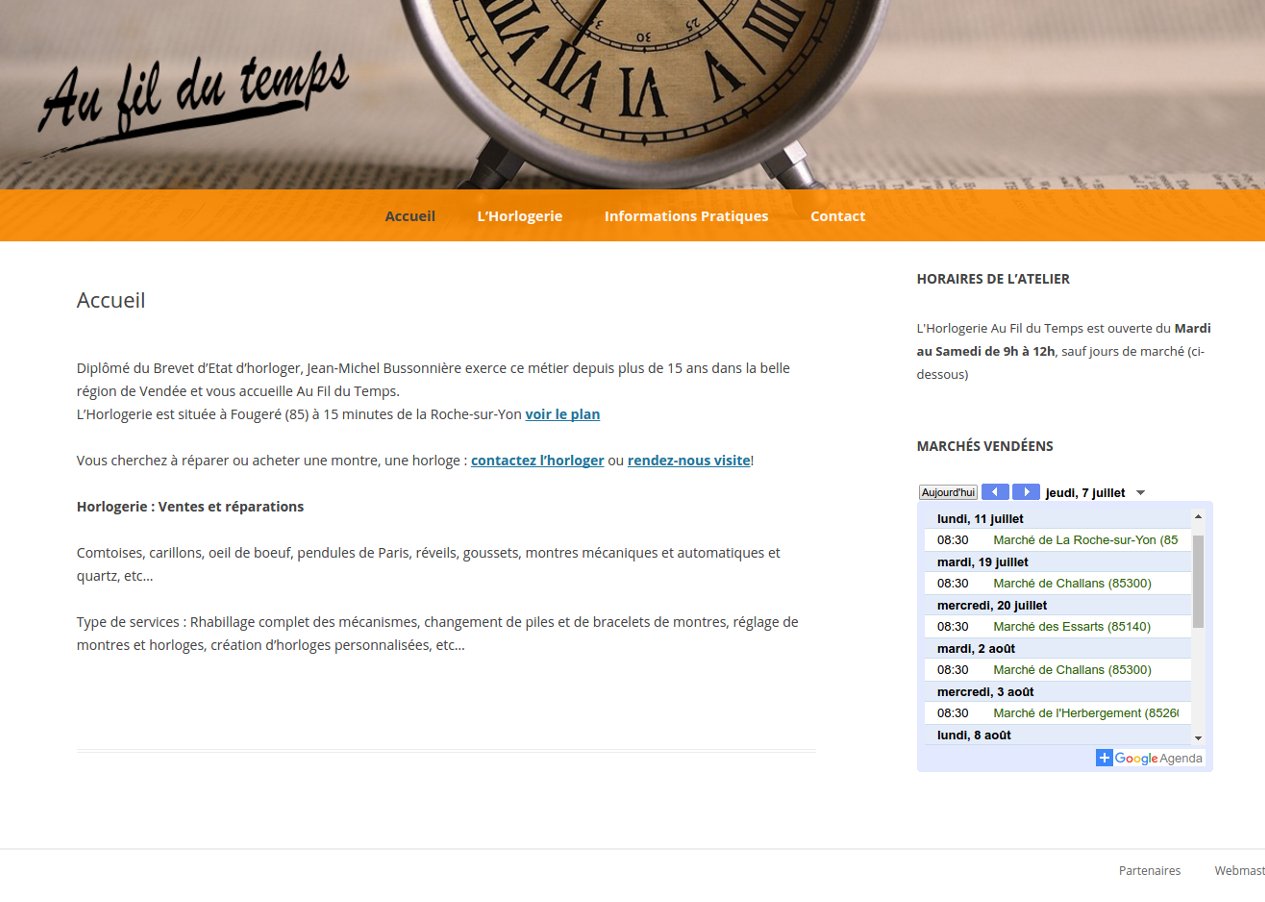 Au fil du temps
35
30
25
VIII
VII
VI
V
IIII
Accueil
L’Horlogerie
Informations Pratiques
Contact
Accueil
Diplômé du Brevet d’Etat d’horloger, Jean-Michel Bussonnière exerce ce métier depuis plus de 15 ans dans la belle
région de Vendée et vous accueille Au Fil du Temps.
L’Horlogerie est située à Fougeré (85) à 15 minutes de la Roche-sur-Yon voir le plan
Vous cherchez à réparer ou acheter une montre, une horloge : contactez l’horloger ou rendez-nous visite!
Horlogerie : Ventes et réparations
Comtoises, carillons, oeil de boeuf, pendules de Paris, réveils, goussets, montres mécaniques et automatiques et
quartz, etc…
Type de services : Rhabillage complet des mécanismes, changement de piles et de bracelets de montres, réglage de
montres et horloges, création d’horloges personnalisées, etc…
HORAIRES DE L’ATELIER
L'Horlogerie Au Fil du Temps est ouverte du Mardi
au Samedi de 9h à 12h, sauf jours de marché (ci-
dessous)
MARCHÉS VENDÉENS
Aujourd'hui jeudi, 7 juillet
lundi, 11 juillet
08:30 Marché de La Roche-sur-Yon (85
mardi, 19 juillet
08:30 Marché de Challans (85300)
mercredi, 20 juillet
08:30 Marché des Essarts (85140)
mardi, 2 août
08:30 Marché de Challans (85300)
mercredi, 3 août
08:30 Marché de l'Herbergement (8526
lundi, 8 août
Google Agenda
Partenaires
Webmast